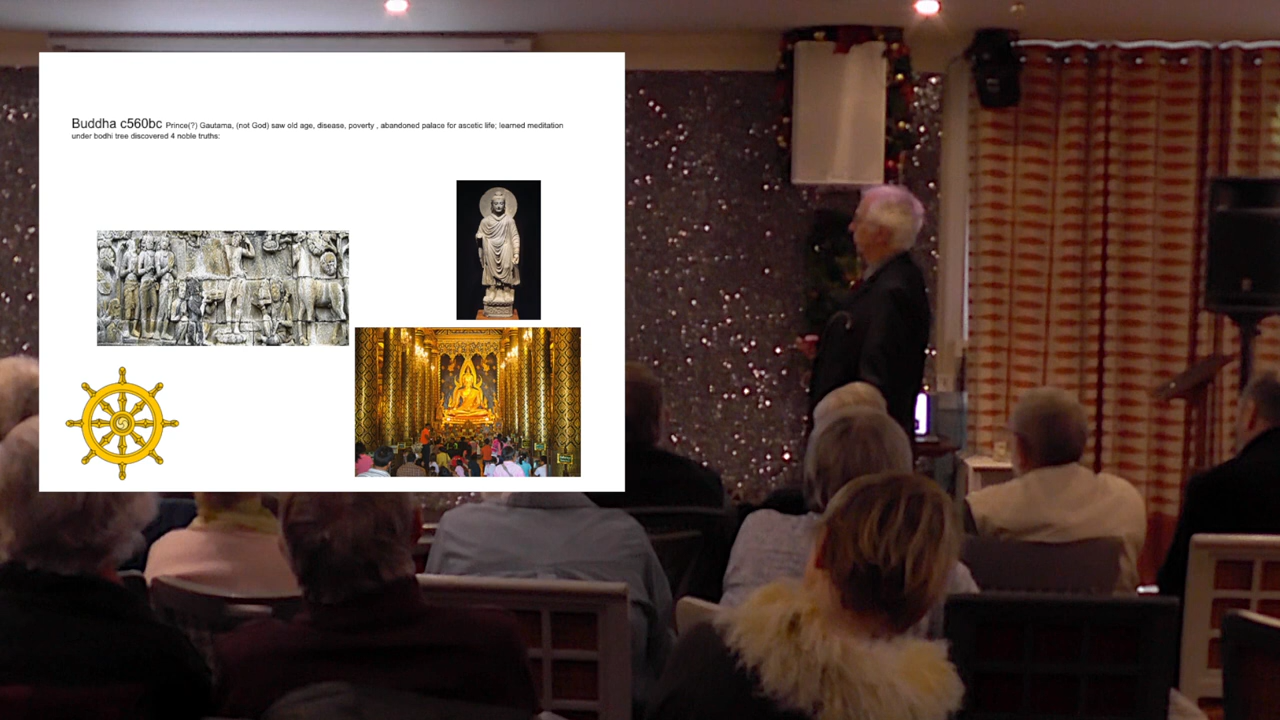 Buddha c560bc Prince(?) Gautama, (not God) saw old age, disease, poverty , abandoned palace for ascetic life; learned meditation
under bodhi tree discovered 4 noble truths: